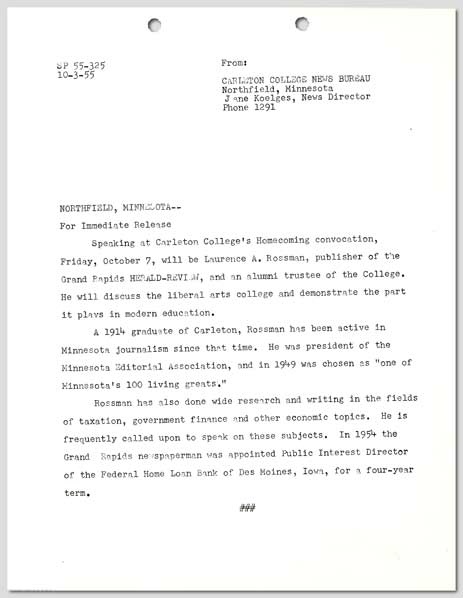 SP 55-325
10-3-55
From:
CARLETON COLLEGE NEWS BUREAU
Northfield, Minnesota
Jane Koelges, News Director
Phone 1291
NORTHFIELD, MINNESOTA--
For Immediate Release
Speaking at Carleton College's Homecoming convocation,
Friday, October 7, will be Laurence A. Rossman, publisher of the
Grand Rapids HERALD-REVIEW, and an alumni trustee of the College.
He will discuss the liberal arts college and demonstrate the part
it plays in modern education.
A 1914 graduate of Carleton, Rossman has been active in
Minnesota journalism since that time. He was president of the
Minnesota Editorial Association, and in 1949 was chosen as "one of
Minnesota's 100 living greats."
Rossman has also done wide research and writing in the fields
of taxation, government finance and other economic topics. He is
frequently called upon to speak on these subjects. In 1954 the
Grand Rapids newspaperman was appointed Public Interest Director
of the Federal Home Loan Bank of Des Moines, Iowa, for a four-year
term.
###